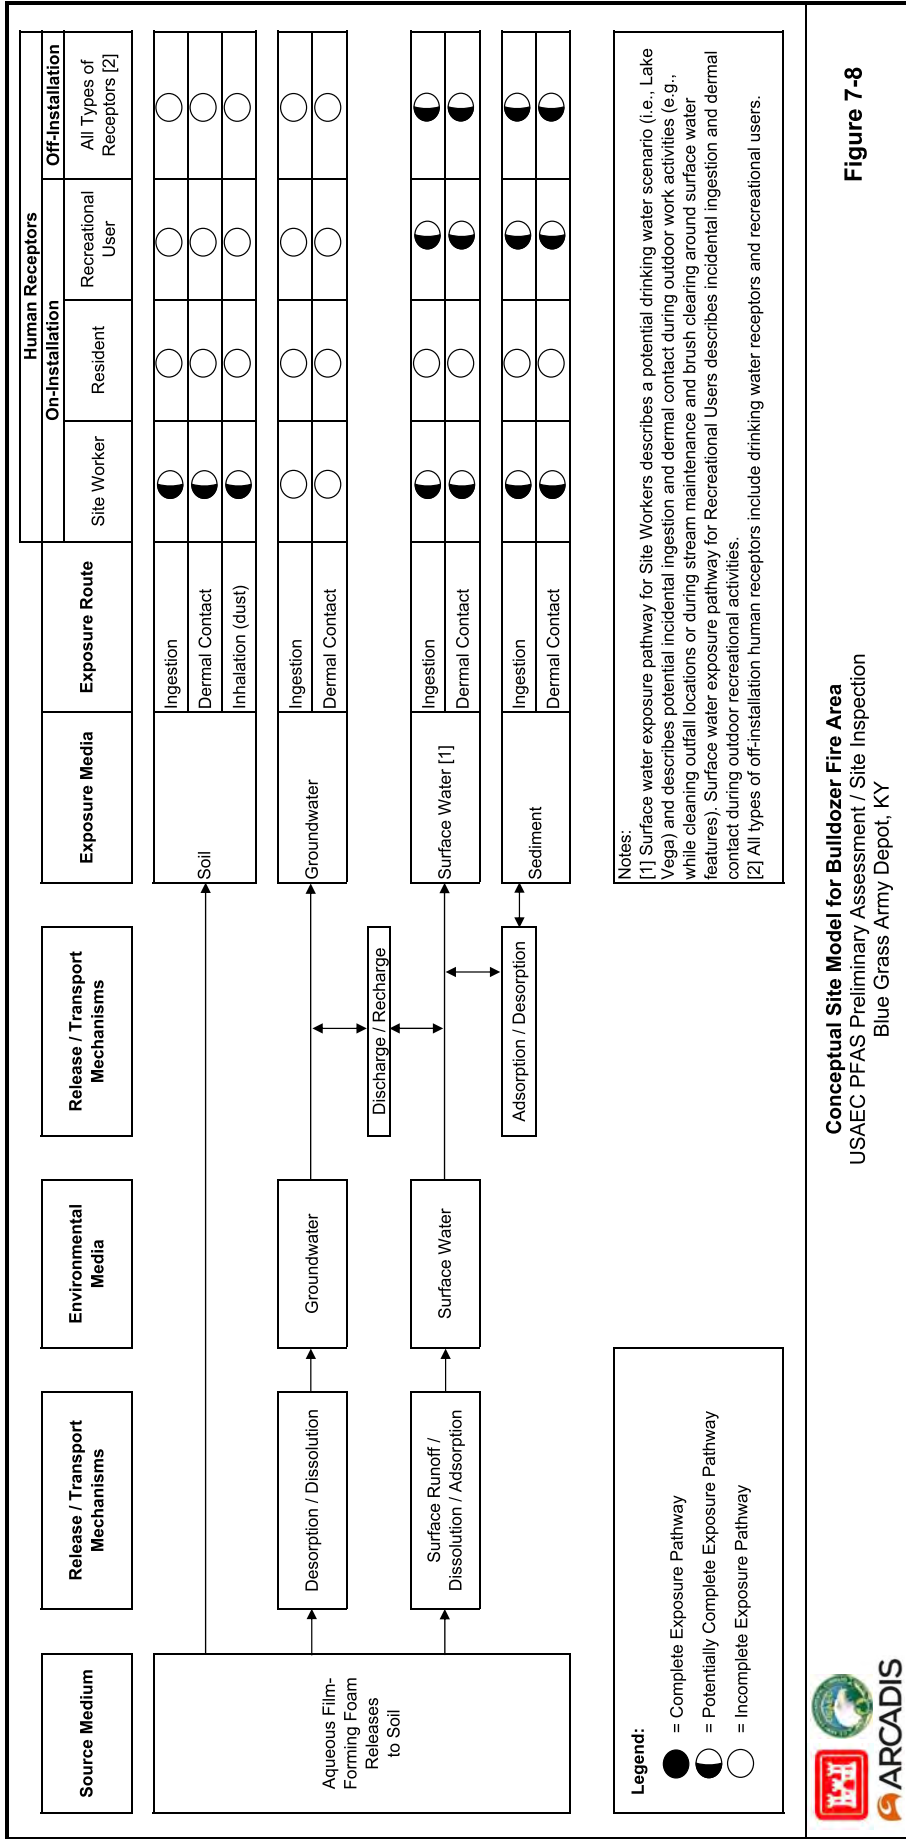 Human Receptors
On-Installation
Off-Installation
Source Medium
Release / Transport
Mechanisms
Environmental
Media
Release / Transport
Mechanisms
Exposure Media
Exposure Route
Site Worker
Resident
Recreational
User
All Types of
Receptors [2]
Aqueous Film-
Forming Foam
Releases
to Soil
Soil
Ingestion
Dermal Contact
Inhalation (dust)
Desorption / Dissolution
Groundwater
Groundwater
Ingestion
Dermal Contact
Discharge / Recharge
Surface Runoff /
Dissolution / Adsorption
Surface Water
Surface Water [1]
Ingestion
Dermal Contact
Adsorption / Desorption
Sediment
Ingestion
Dermal Contact
Legend:
= Complete Exposure Pathway
= Potentially Complete Exposure Pathway
= Incomplete Exposure Pathway
Notes:
[1] Surface water exposure pathway for Site Workers describes a potential drinking water scenario (i.e., Lake
Vega) and describes potential incidental ingestion and dermal contact during outdoor work activities (e.g.,
while cleaning outfall locations or during stream maintenance and brush clearing around surface water
features). Surface water exposure pathway for Recreational Users describes incidental ingestion and dermal
contact during outdoor recreational activities.
[2] All types of off-installation human receptors include drinking water receptors and recreational users.
ARCADIS
Conceptual Site Model for Bulldozer Fire Area
USAEC PFAS Preliminary Assessment / Site Inspection
Blue Grass Army Depot, KY
Figure 7-8